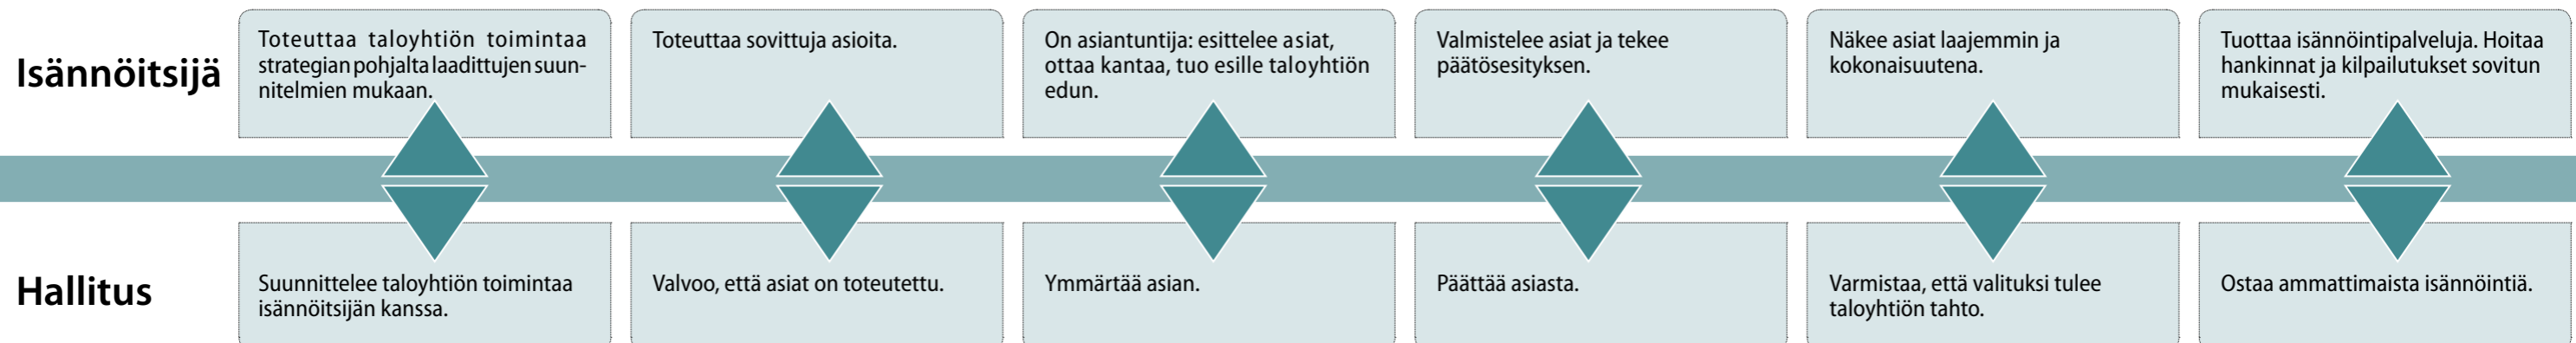 Isännöitsijä
Toteuttaa taloyhtiön toimintaa
strategian pohjalta laadittujen suun-
nitelmien mukaan.
Toteuttaa sovittuja asioita.
On asiantuntija: esittelee asiat,
ottaa kantaa, tuo esille taloyhtiön
edun.
Valmistelee asiat ja tekee
päätösesityksen.
Näkee asiat laajemmin ja
kokonaisuutena.
Tuottaa isännöintipalveluja. Hoitaa
hankinnat ja kilpailutukset sovitun
mukaisesti.
Hallitus
Suunnittelee taloyhtiön toimintaa
isännöitsijän kanssa.
Valvoo, että asiat on toteutettu.
Ymmärtää asian.
Päättää asiasta.
Varmistaa, että valituksi tulee
taloyhtiön tahto.
Ostaa ammattimaista isännöintiä.